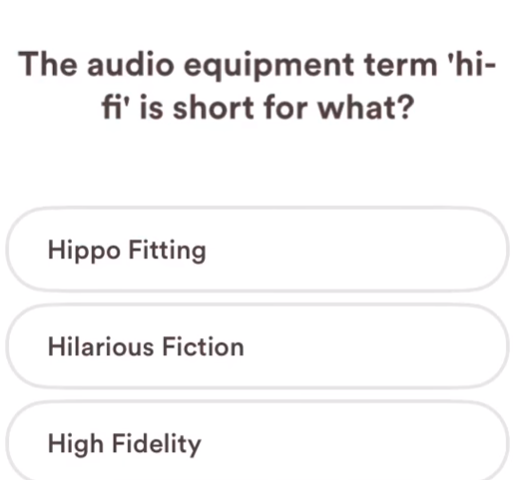 The audio equipment term 'hi-
fi' is short for what?
Hippo Fitting
Hilarious Fiction
High Fidelity